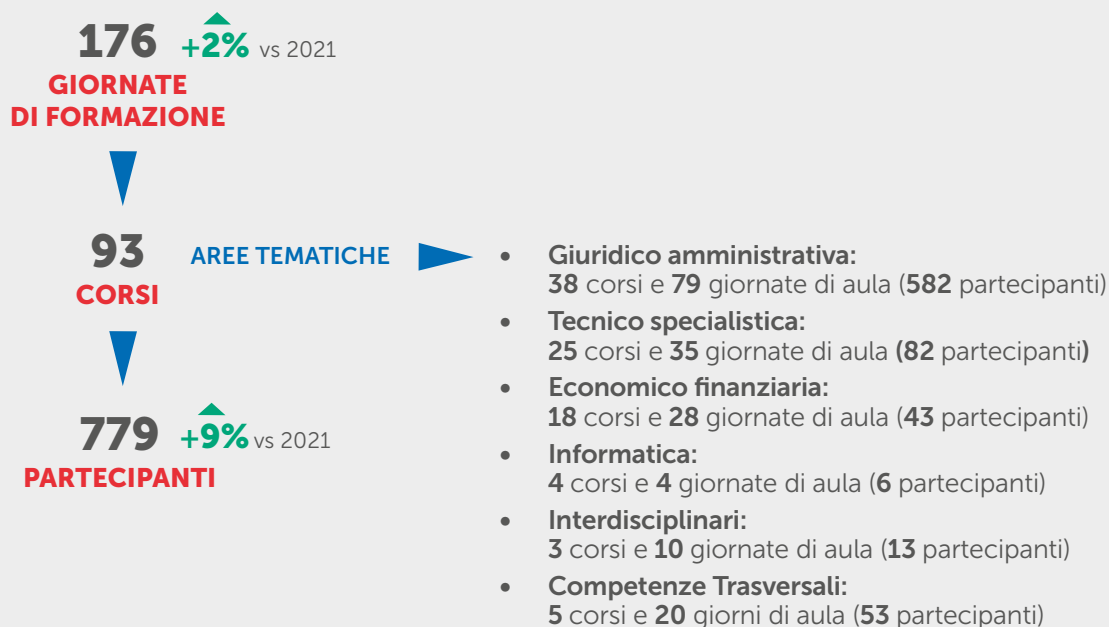 176 +2% vs 2021
GIORNATE
DI FORMAZIONE
93
CORSI
AREE TEMATICHE
779 +9% vs 2021
PARTECIPANTI
• Giuridico amministrativa:
38 corsi e 79 giornate di aula (582 partecipanti)
• Tecnico specialistica:
25 corsi e 35 giornate di aula (82 partecipanti)
• Economico finanziaria:
18 corsi e 28 giornate di aula (43 partecipanti)
• Informatica:
4 corsi e 4 giornate di aula (6 partecipanti)
• Interdisciplinari:
3 corsi e 10 giornate di aula (13 partecipanti)
• Competenze Trasversali:
5 corsi e 20 giorni di aula (53 partecipanti)